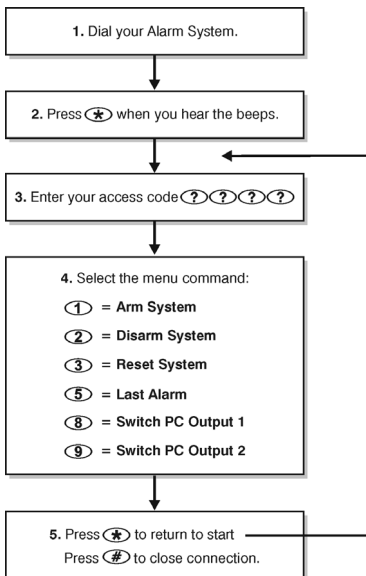 1. Dial your Alarm System.
2. Press * when you hear the beeps.
3. Enter your access code ? ? ? ?
4. Select the menu command:
1 = Arm System
2 = Disarm System
3 = Reset System
5 = Last Alarm
8 = Switch PC Output 1
9 = Switch PC Output 2
5. Press * to return to start
Press # to close connection.